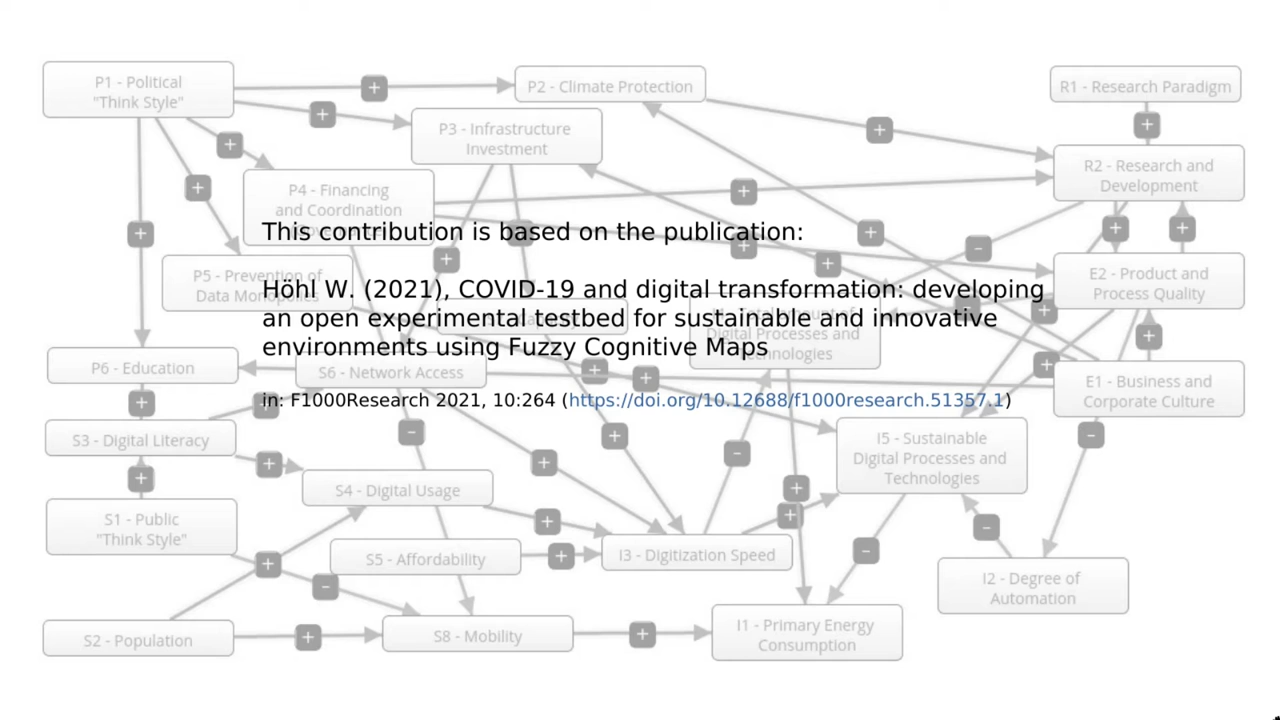 P1 - Political
"Think Style"
P2 - Climate Protection
R1 - Research Paradigm
P3 - Infrastructure
Investment
R2 - Research and
Development
P4 - Financing
and Coordination
This contribution is based on the publication:
P5 - Prevention of
Data Monopolies
E2 - Product and
Process Quality
Höhl W. (2021), COVID-19 and digital transformation: developing
an open experimental testbed for sustainable and innovative
environments using Fuzzy Cognitive Maps
Digital Processes and
Technologies
P6 - Education
S6 - Network Access
E1 - Business and
Corporate Culture
in: F1000Research 2021, 10:264 (https://doi.org/10.12688/f1000research.51357.1)
S3 - Digital Literacy
I5 - Sustainable
Digital Processes and
Technologies
S4 - Digital Usage
S1 - Public
"Think Style"
S5 - Affordability
I3 - Digitization Speed
I2 - Degree of
Automation
S2 - Population
S8 - Mobility
I1 - Primary Energy
Consumption